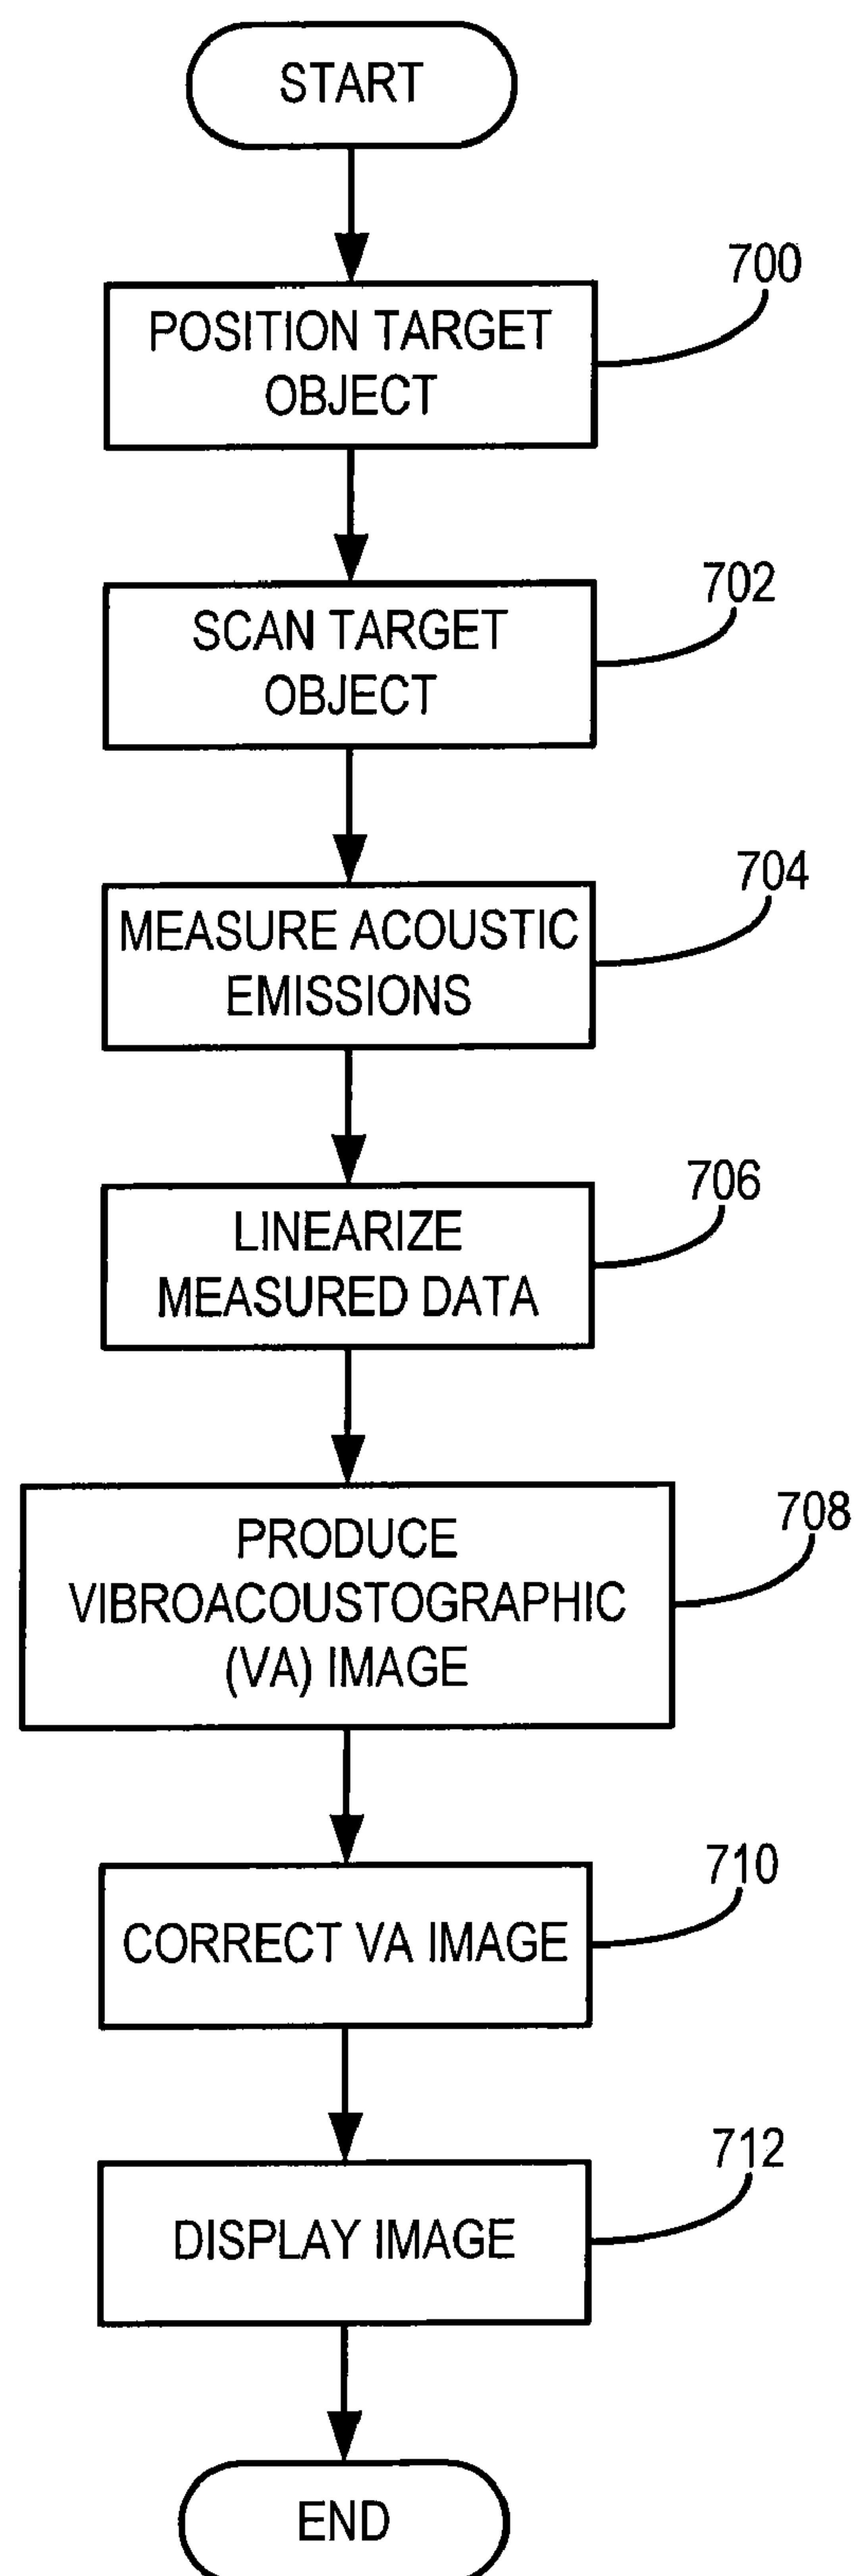 START
700
POSITION TARGET
OBJECT
702
SCAN TARGET
OBJECT
704
MEASURE ACOUSTIC
EMISSIONS
706
LINEARIZE
MEASURED DATA
708
PRODUCE
VIBROACOUSTOGRAPHIC
(VA) IMAGE
710
CORRECT VA IMAGE
712
DISPLAY IMAGE
END